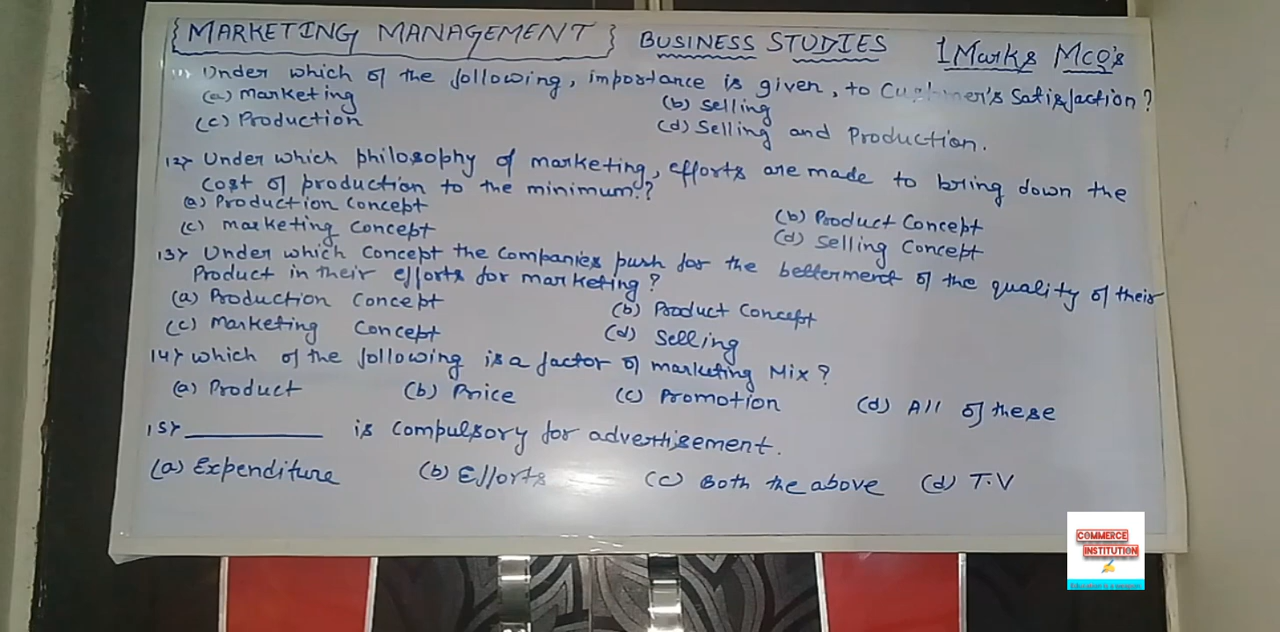 { MARKETING MANAGEMENT } BUSINESS STUDIES 1 Marks MCQ's
11) Under which of the following, importance is given, to Customer's Satisfaction?
(a) Marketing (b) Selling
(c) Production (d) Selling and Production.
12) Under which philosophy of marketing, efforts are made to bring down the
cost of production to the minimum.?
(a) Production Concept (b) Product Concept
(c) Marketing Concept (d) Selling Concept
13) Under which Concept the Companies push for the betterment of the quality of their
Product in their efforts for marketing?
(a) Production Concept (b) Product Concept
(c) Marketing Concept (d) Selling
14) which of the following is a factor of marketing Mix?
(a) Product (b) Price (c) Promotion (d) All of these
15) ________ is Compulsory for advertisement.
(a) Expenditure (b) Efforts (c) Both the above (d) T.V
COMMERCE
INSTITUTION